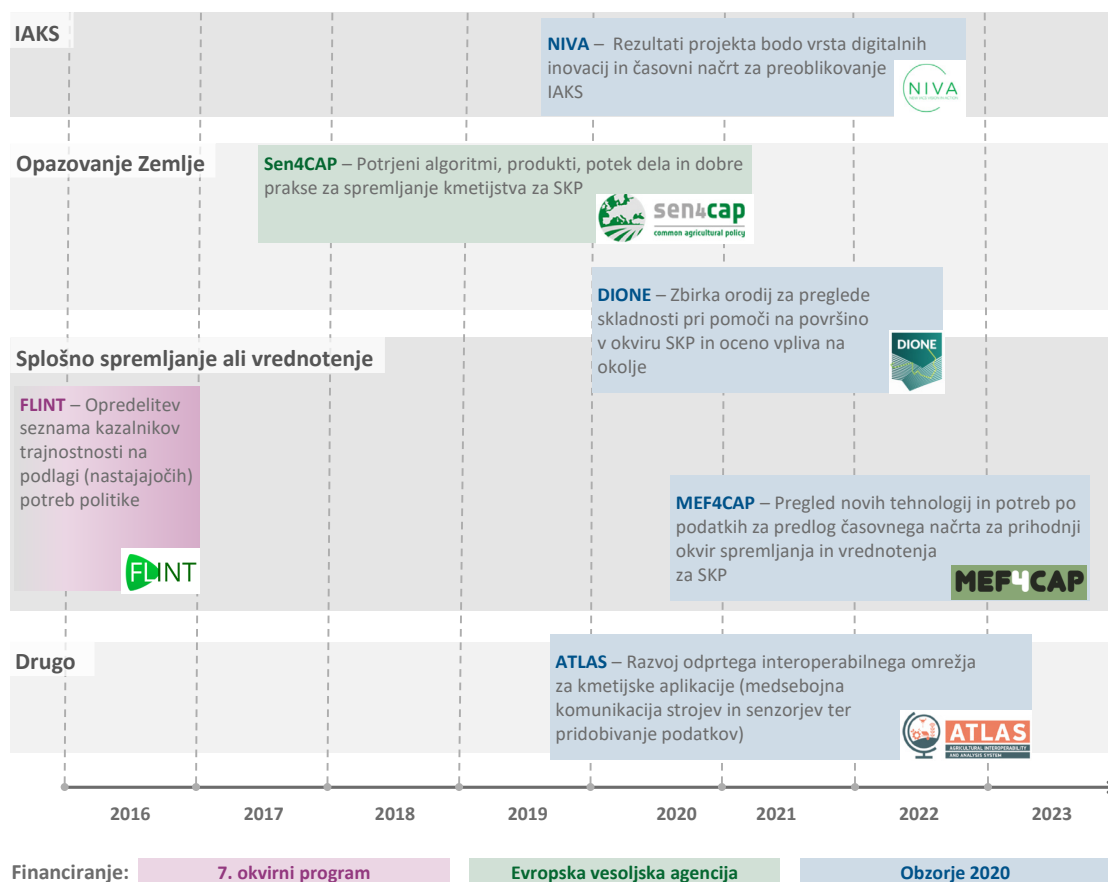 IAKS
NIVA – Rezultati projekta bodo vrsta digitalnih
inovacij in časovni načrt za preoblikovanje
IAKS
NIVA
Opazovanje Zemlje
Sen4CAP – Potrjeni algoritmi, produkti, potek dela in dobre
prakse za spremljanje kmetijstva za SKP
sen4cap
common agricultural policy
DIONE – Zbirka orodij za preglede
skladnosti pri pomoči na površino
v okviru SKP in oceno vpliva na
okolje
DIONE
Splošno spremljanje ali vrednotenje
FLINT – Opredelitev
seznama kazalnikov
trajnostnosti na
podlagi (nastajajočih)
potreb politike
FLINT
MEF4CAP – Pregled novih tehnologij in potreb po
podatkih za predlog časovnega načrta za prihodnji
okvir spremljanja in vrednotenja
za SKP
MEF4CAP
Drugo
ATLAS – Razvoj odprtega interoperabilnega omrežja
za kmetijske aplikacije (medsebojna
komunikacija strojev in senzorjev ter
pridobivanje podatkov)
ATLAS
AGRICULTURAL INTEROPERABILITY
AND ANALYSIS SYSTEM
2016 2017 2018 2019 2020 2021 2022 2023
Financiranje: 7. okvirni program Evropska vesoljska agencija Obzorje 2020